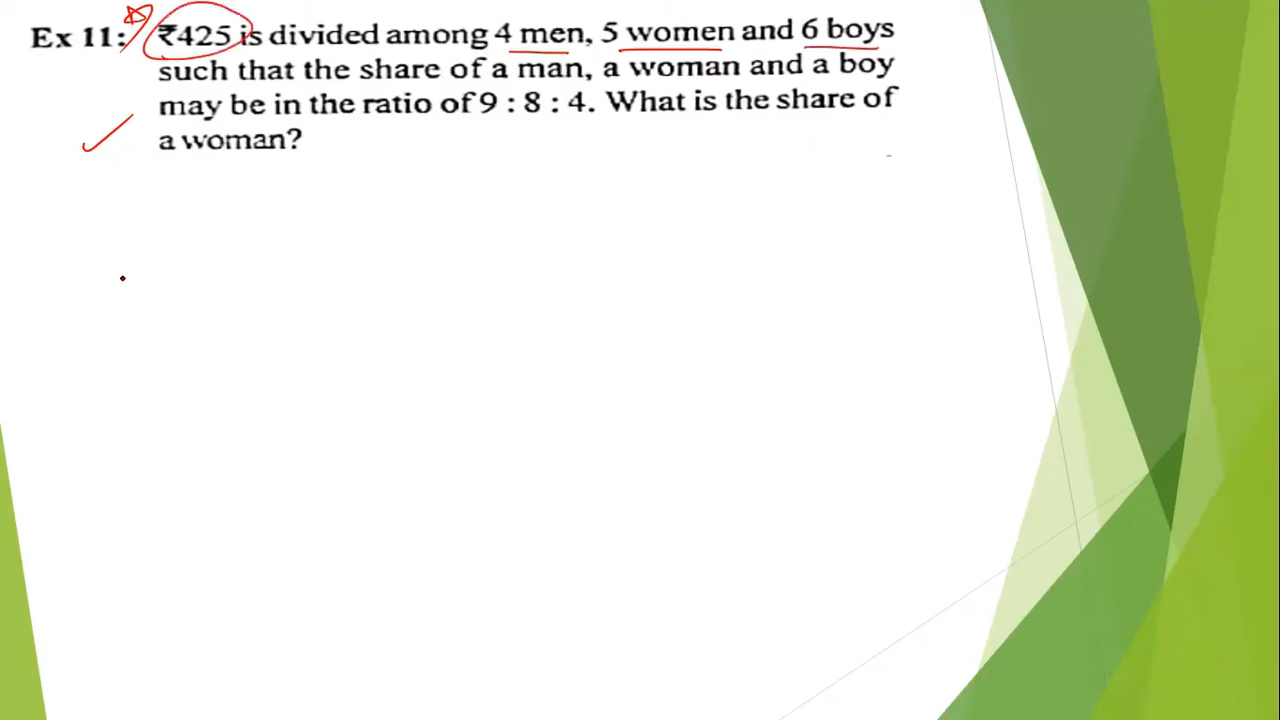 Ex 11: ₹425 is divided among 4 men, 5 women and 6 boys
such that the share of a man, a woman and a boy
may be in the ratio of 9 : 8 : 4. What is the share of
a woman?